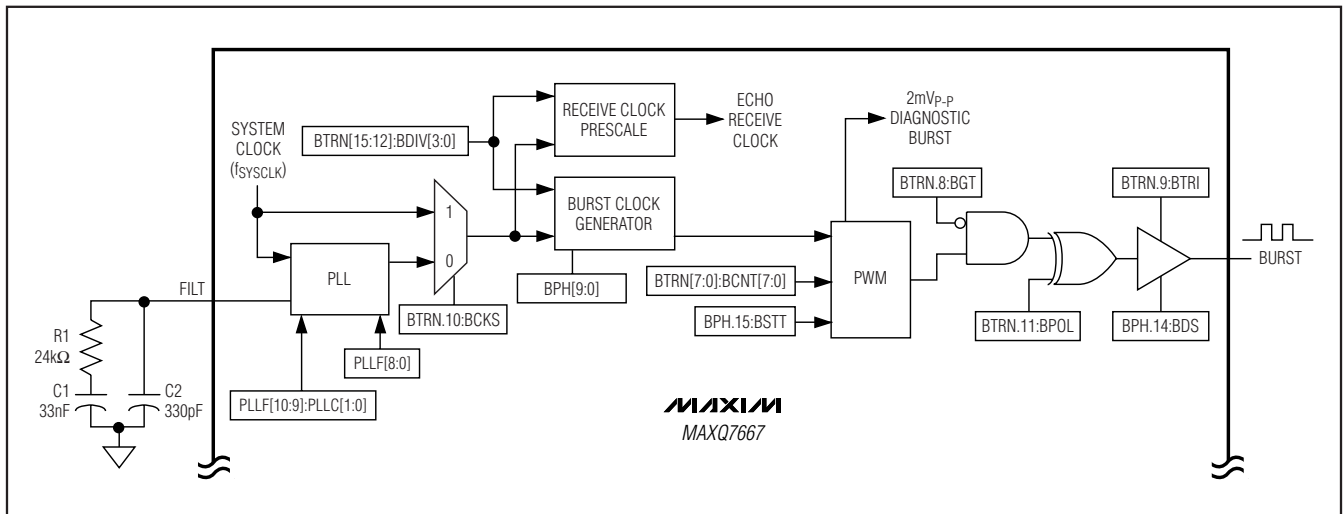 SYSTEM
CLOCK
(fSYSCLK)
BTRN[15:12]:BDIV[3:0]
RECEIVE CLOCK
PRESCALE
ECHO
RECEIVE
CLOCK
2mVP-P
DIAGNOSTIC
BURST
BTRN.8:BGT
BTRN.9:BTRI
1
0
BURST CLOCK
GENERATOR
PLL
BPH[9:0]
PWM
BURST
FILT
BTRN.10:BCKS
BTRN[7:0]:BCNT[7:0]
BPH.15:BSTT
BTRN.11:BPOL
BPH.14:BDS
R1
24kΩ
C1
33nF
C2
330pF
PLLF[8:0]
PLLF[10:9]:PLLC[1:0]
MAXIM
MAXQ7667